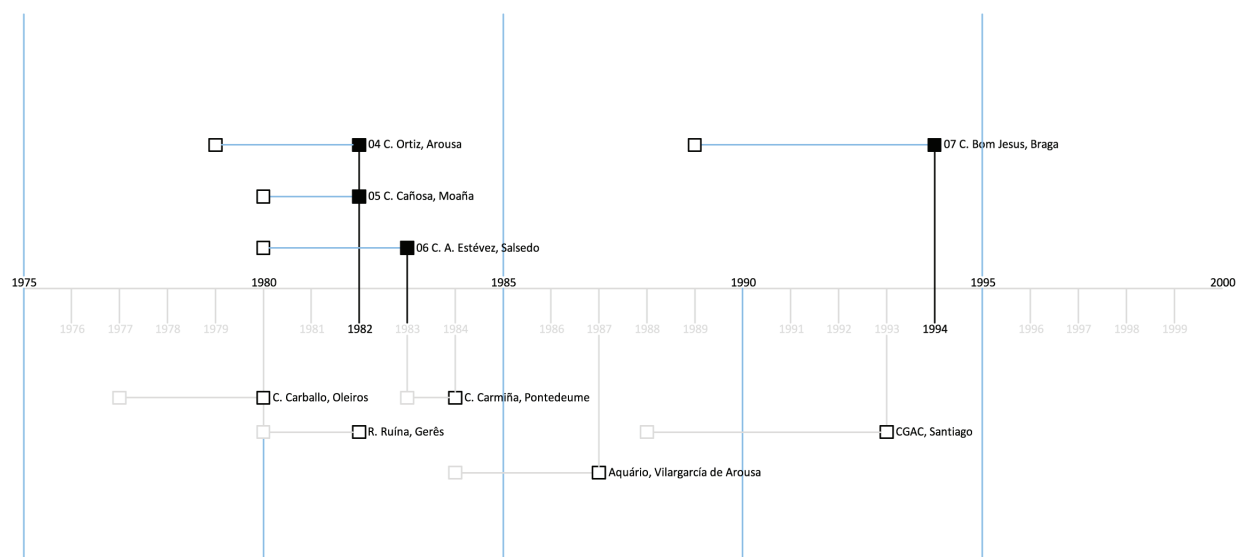 04 C. Ortiz, Arousa
07 C. Bom Jesus, Braga
05 C. Cañosa, Moaña
06 C. A. Estévez, Salsedo
1975 1980 1985 1990 1995 2000
1976 1977 1978 1979 1981 1982 1983 1984 1986 1987 1988 1989 1991 1992 1993 1994 1996 1997 1998 1999
C. Carballo, Oleiros
C. Carmiña, Pontedeume
R. Ruína, Gerês
CGAC, Santiago
Aquário, Vilargarcía de Arousa